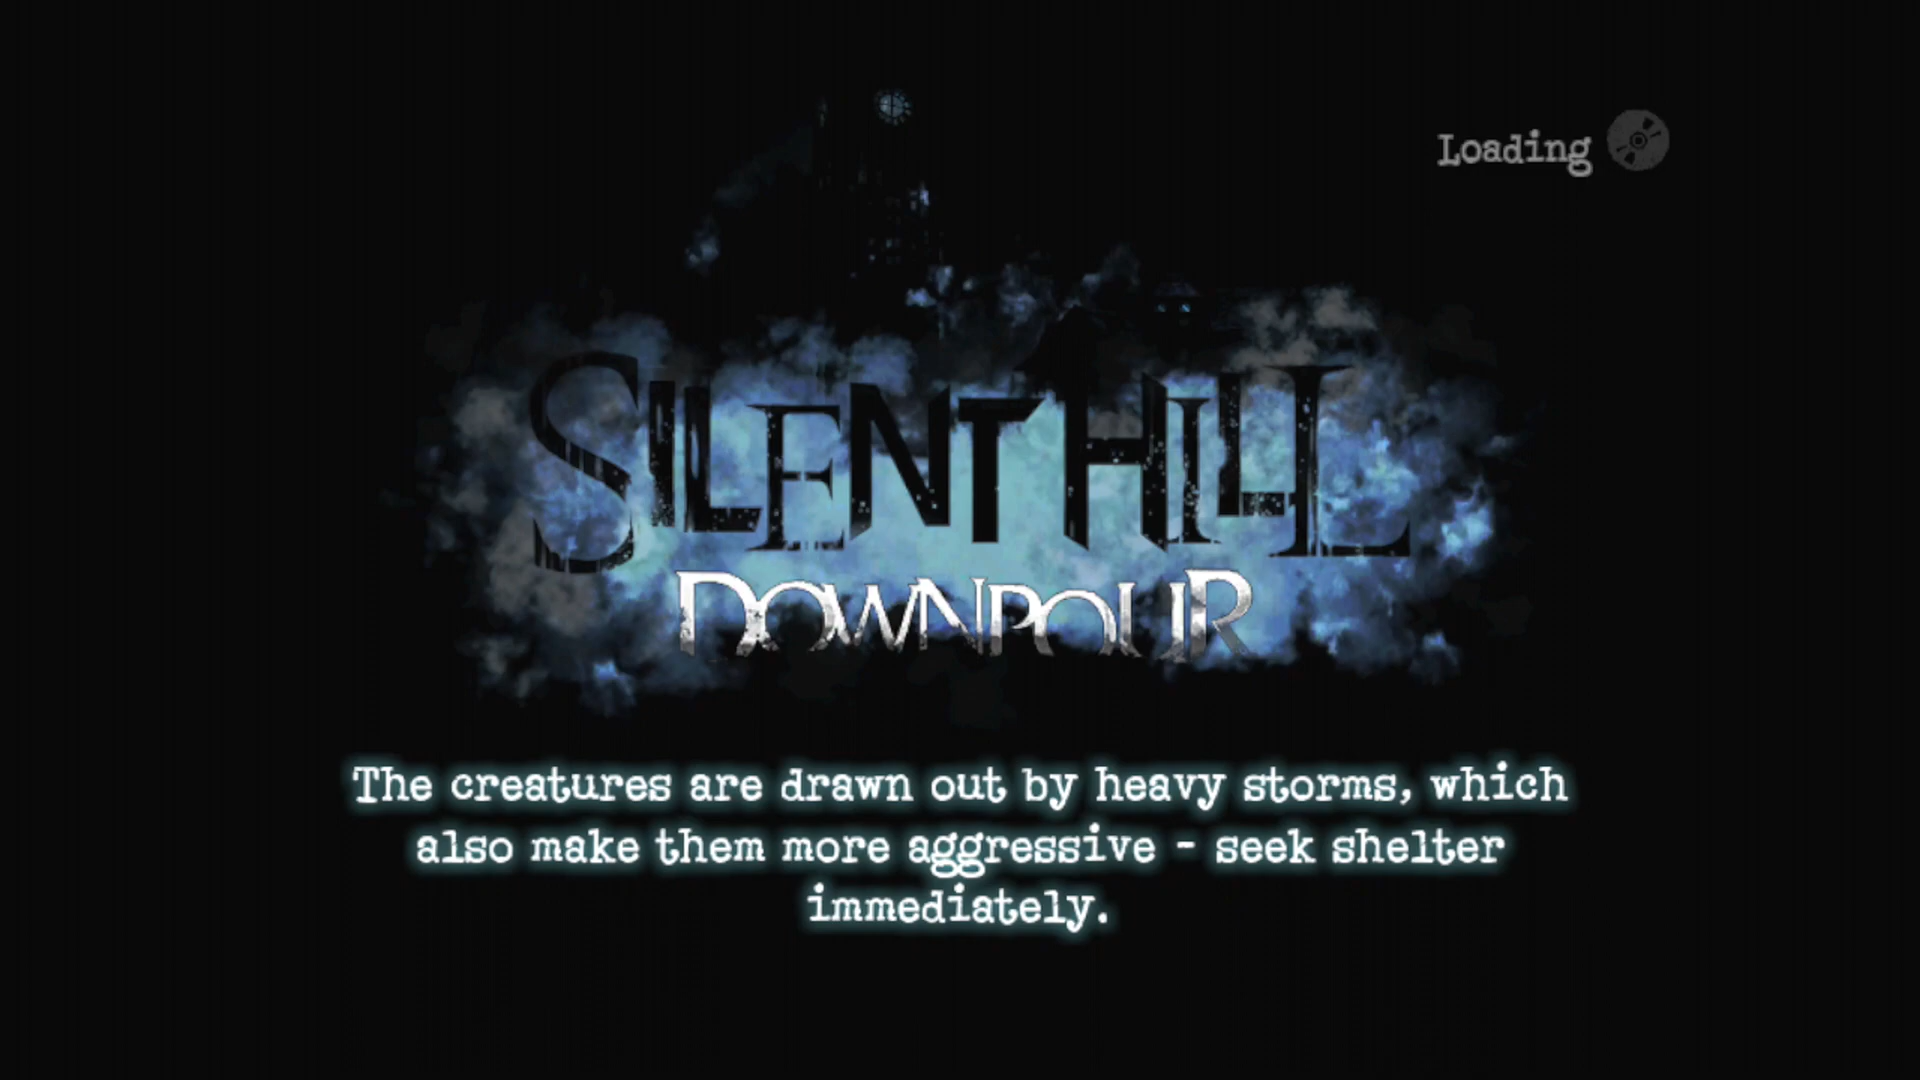 Loading
SILENT HILL
DOWNPOUR
The creatures are drawn out by heavy storms, which
also make them more aggressive - seek shelter
immediately.